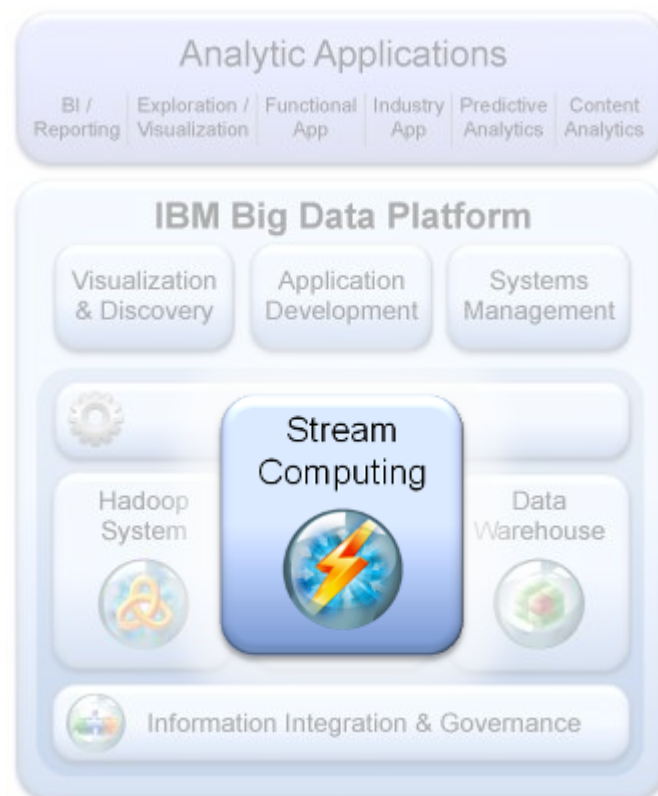 Analytic Applications
BI / Exploration / Functional Industry Predictive Content
Reporting Visualization App App Analytics Analytics
IBM Big Data Platform
Visualization Application Systems
& Discovery Development Management
Stream
Computing
Hadoop Data
System Warehouse
Information Integration & Governance